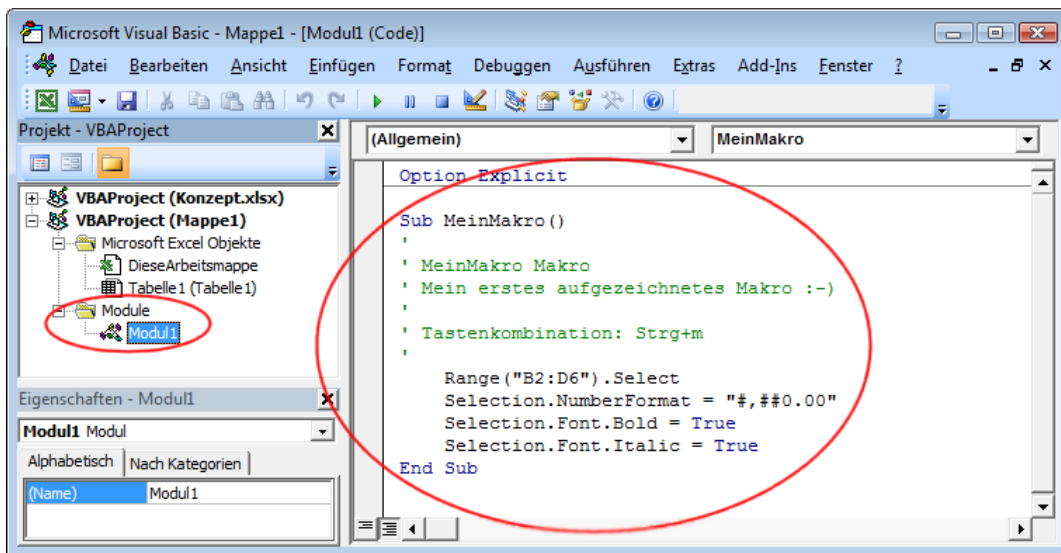 Microsoft Visual Basic - Mappe1 - [Modul1 (Code)]
Datei Bearbeiten Ansicht Einfügen Format Debuggen Ausführen Extras Add-Ins Fenster ?
Projekt - VBAProject
VBAProject (Konzept.xlsx)
VBAProject (Mappe1)
Microsoft Excel Objekte
DieseArbeitsmappe
Tabelle1 (Tabelle1)
Module
Modul1
Eigenschaften - Modul1
Modul1 Modul
Alphabetisch Nach Kategorien
(Name) Modul1
(Allgemein) MeinMakro
Option Explicit
Sub MeinMakro()
'
' MeinMakro Makro
' Mein erstes aufgezeichnetes Makro :-)
'
' Tastenkombination: Strg+m
'
Range("B2:D6").Select
Selection.NumberFormat = "#,##0.00"
Selection.Font.Bold = True
Selection.Font.Italic = True
End Sub